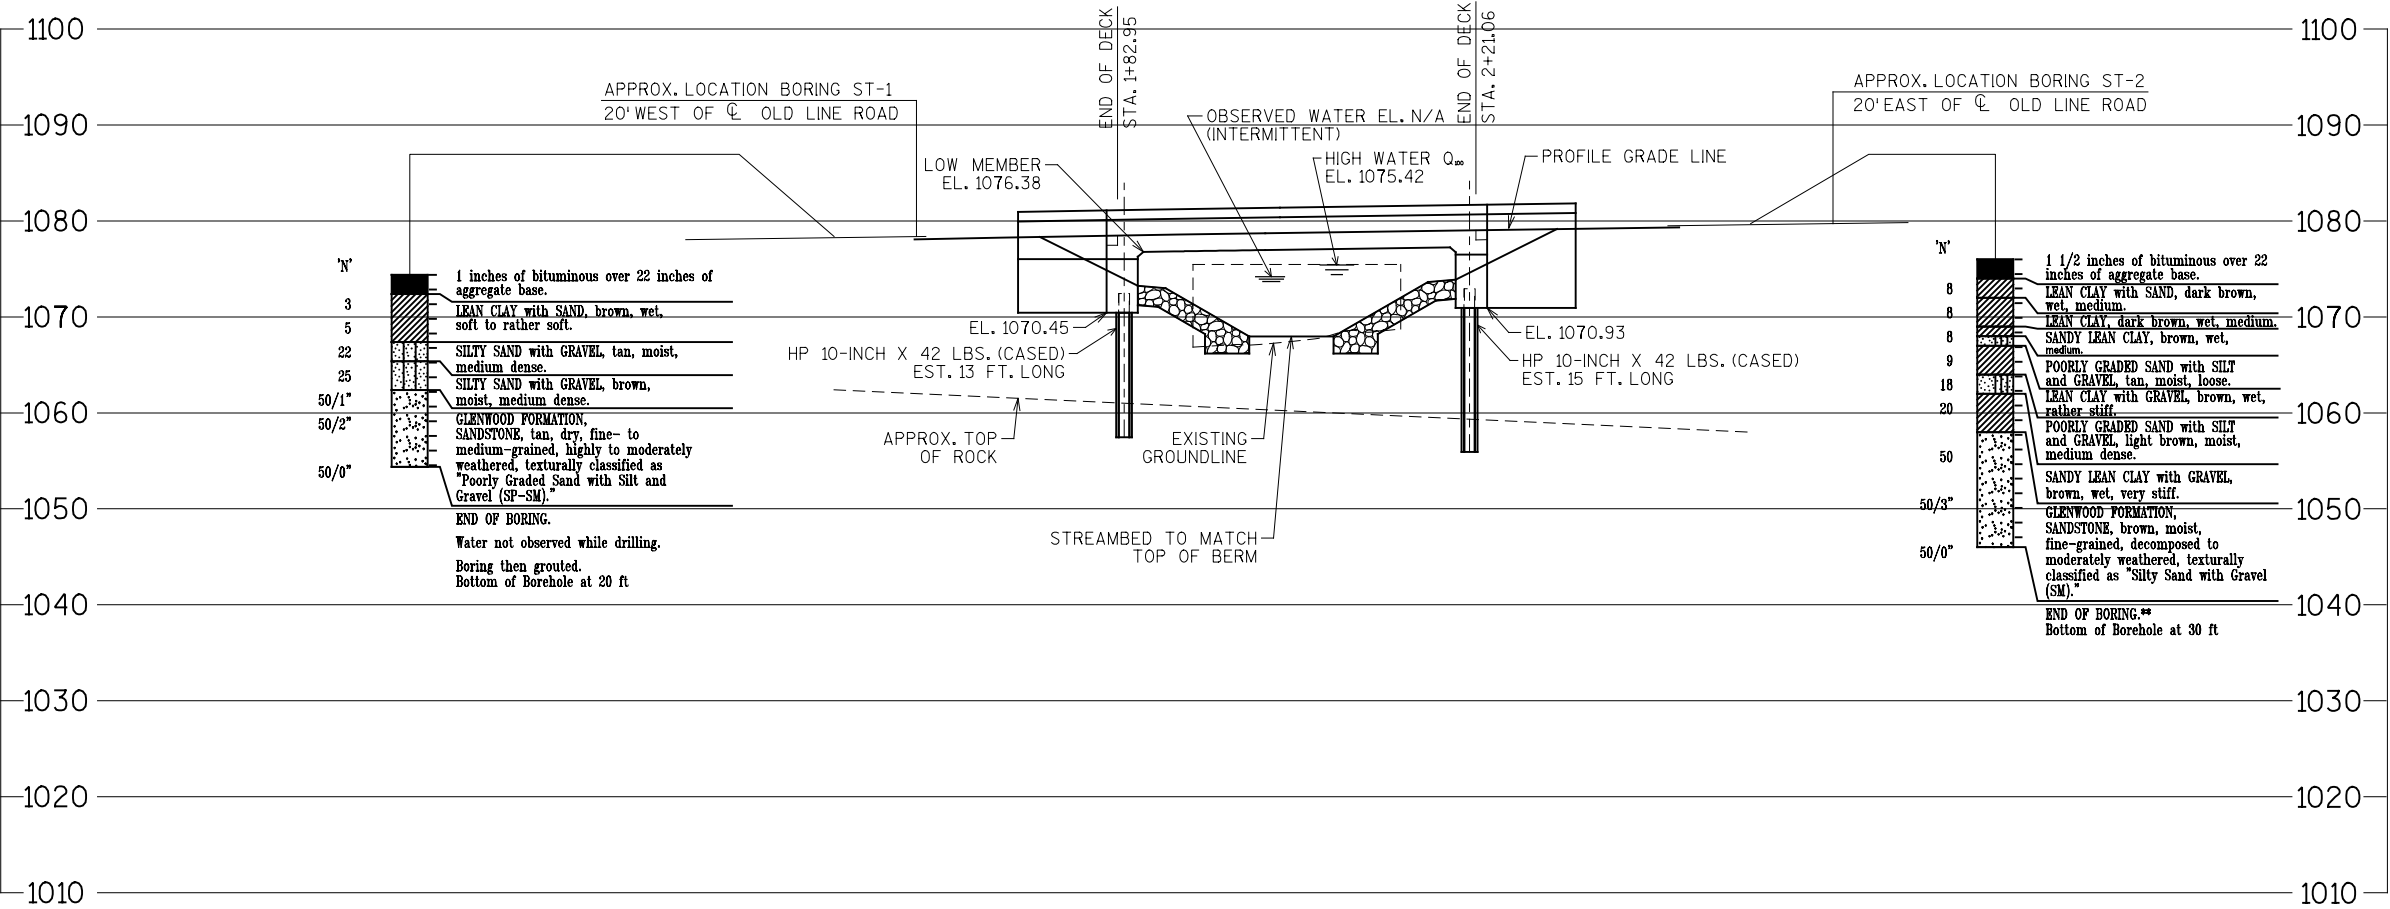 1100
1090
1080
1070
1060
1050
1040
1030
1020
1010
APPROX. LOCATION BORING ST-1
20' WEST OF ℄ OLD LINE ROAD
'N'
3
5
22
25
50/1"
50/2"
50/0"
1 inches of bituminous over 22 inches of
aggregate base.
LEAN CLAY with SAND, brown, wet,
soft to rather soft.
SILTY SAND with GRAVEL, tan, moist,
medium dense.
SILTY SAND with GRAVEL, brown,
moist, medium dense.
GLENWOOD FORMATION,
SANDSTONE, tan, dry, fine- to
medium-grained, highly to moderately
weathered, texturally classified as
"Poorly Graded Sand with Silt and
Gravel (SP-SM)."
END OF BORING.
Water not observed while drilling.
Boring then grouted.
Bottom of Borehole at 20 ft
END OF DECK
STA. 1+82.95
END OF DECK
STA. 2+21.06
OBSERVED WATER EL. N/A
(INTERMITTENT)
LOW MEMBER
EL. 1076.38
HIGH WATER Q₁₀₀
EL. 1075.42
PROFILE GRADE LINE
EL. 1070.45
HP 10-INCH X 42 LBS. (CASED)
EST. 13 FT. LONG
EL. 1070.93
HP 10-INCH X 42 LBS. (CASED)
EST. 15 FT. LONG
APPROX. TOP
OF ROCK
EXISTING
GROUNDLINE
STREAMBED TO MATCH
TOP OF BERM
APPROX. LOCATION BORING ST-2
20' EAST OF ℄ OLD LINE ROAD
'N'
8
8
8
9
18
20
50
50/3"
50/0"
1 1/2 inches of bituminous over 22
inches of aggregate base.
LEAN CLAY with SAND, dark brown,
wet, medium.
LEAN CLAY, dark brown, wet, medium.
SANDY LEAN CLAY, brown, wet,
medium.
POORLY GRADED SAND with SILT
and GRAVEL, tan, moist, loose.
LEAN CLAY with GRAVEL, brown, wet,
rather stiff.
POORLY GRADED SAND with SILT
and GRAVEL, light brown, moist,
medium dense.
SANDY LEAN CLAY with GRAVEL,
brown, wet, very stiff.
GLENWOOD FORMATION,
SANDSTONE, brown, moist,
fine-grained, decomposed to
moderately weathered, texturally
classified as "Silty Sand with Gravel
(SM)."
END OF BORING.**
Bottom of Borehole at 30 ft
1100
1090
1080
1070
1060
1050
1040
1030
1020
1010